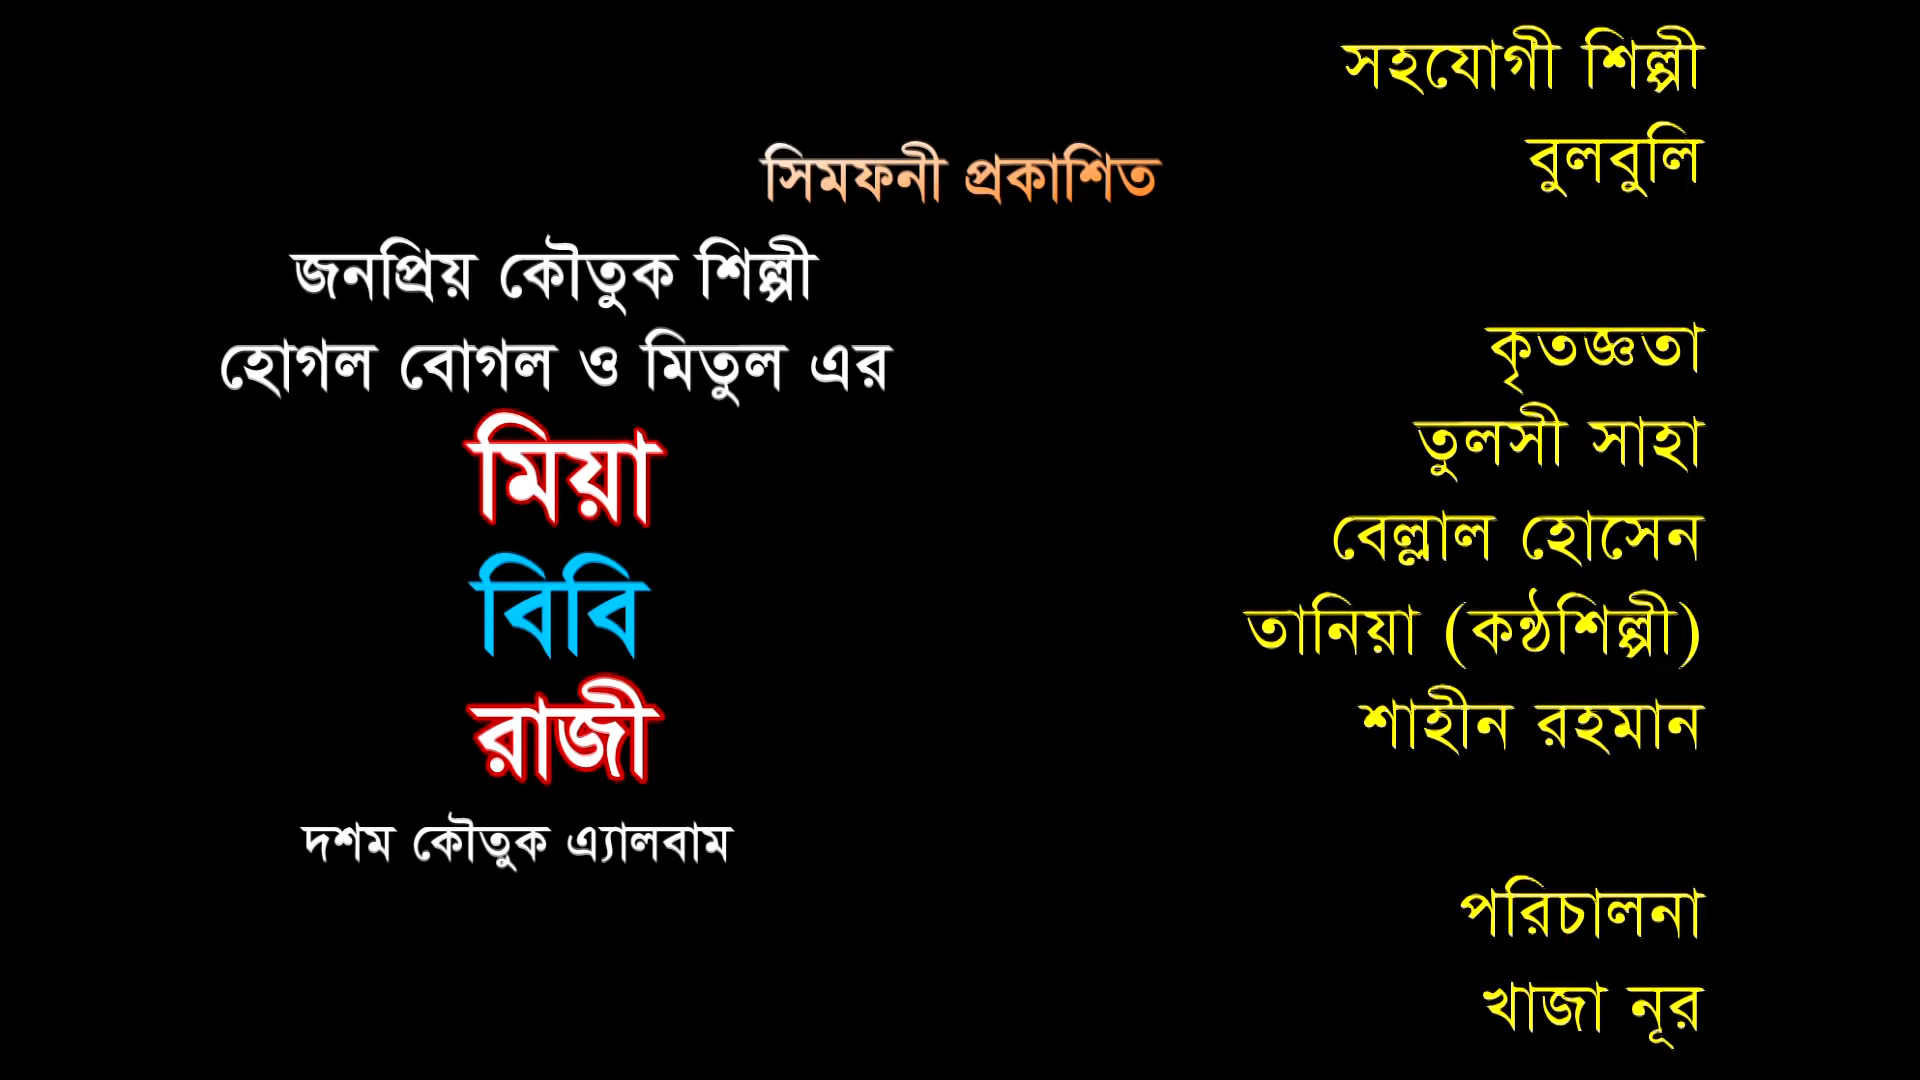 সিমফনী প্রকাশিত
জনপ্রিয় কৌতুক শিল্পী
হোগল বোগল ও মিতুল এর
মিয়া
বিবি
রাজী
দশম কৌতুক এ্যালবাম
সহযোগী শিল্পী
বুলবুলি
কৃতজ্ঞতা
তুলসী সাহা
বেল্লাল হোসেন
তানিয়া (কন্ঠশিল্পী)
শাহীন রহমান
পরিচালনা
খাজা নূর